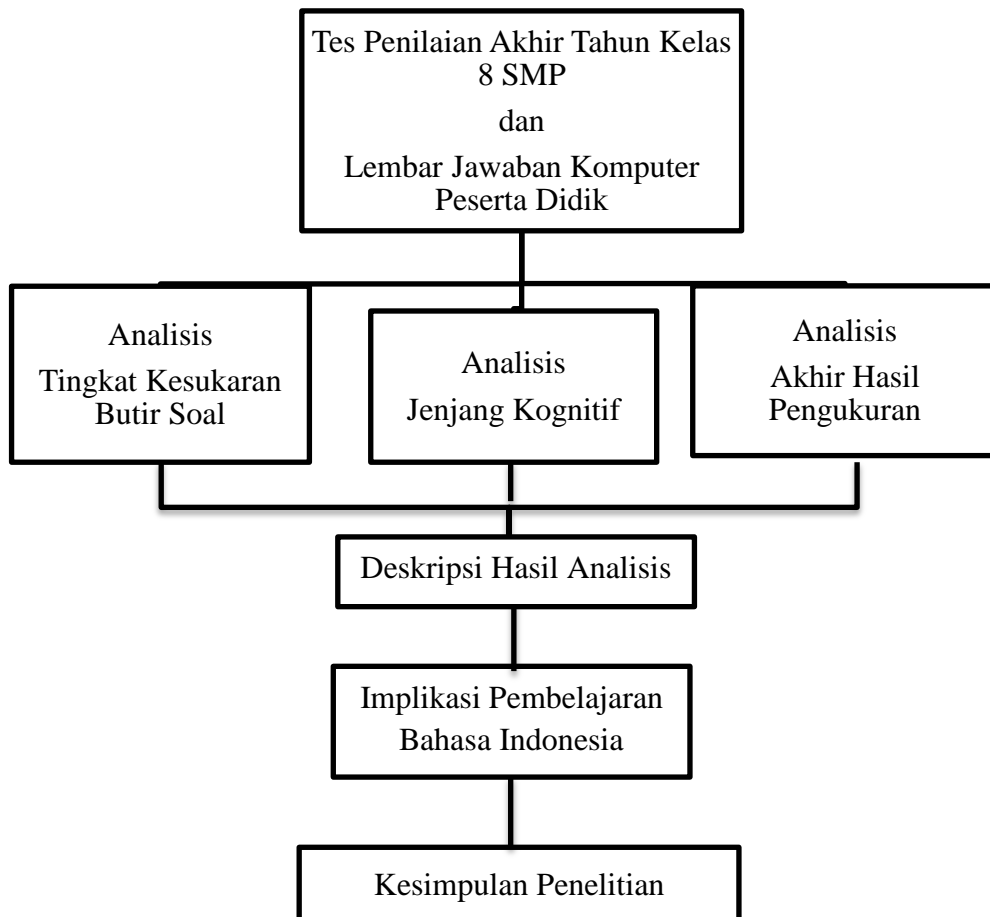 Tes Penilaian Akhir Tahun Kelas
8 SMP
dan
Lembar Jawaban Komputer
Peserta Didik
Analisis
Tingkat Kesukaran
Butir Soal
Analisis
Jenjang Kognitif
Analisis
Akhir Hasil
Pengukuran
Deskripsi Hasil Analisis
Implikasi Pembelajaran
Bahasa Indonesia
Kesimpulan Penelitian